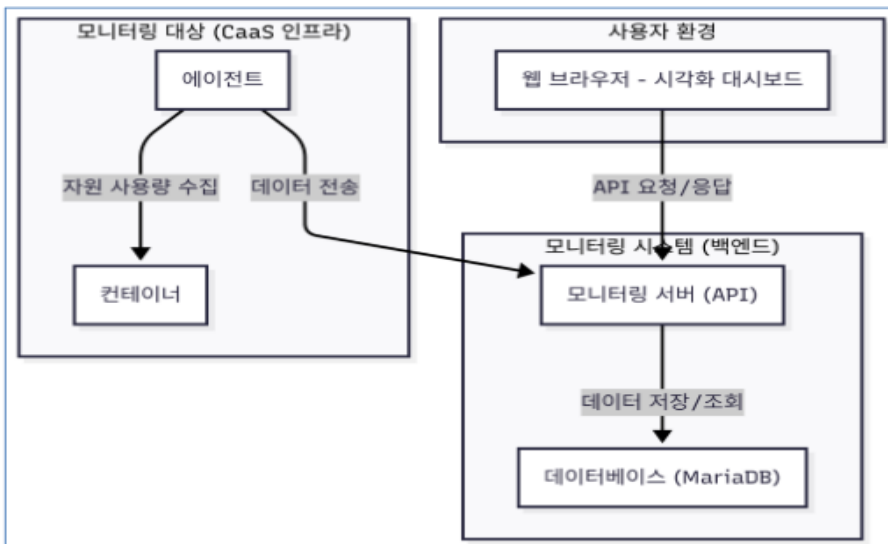 모니터링 대상 (CaaS 인프라)
에이전트
자원 사용량 수집
데이터 전송
컨테이너
사용자 환경
웹 브라우저 - 시각화 대시보드
API 요청/응답
모니터링 시스템 (백엔드)
모니터링 서버 (API)
데이터 저장/조회
데이터베이스 (MariaDB)